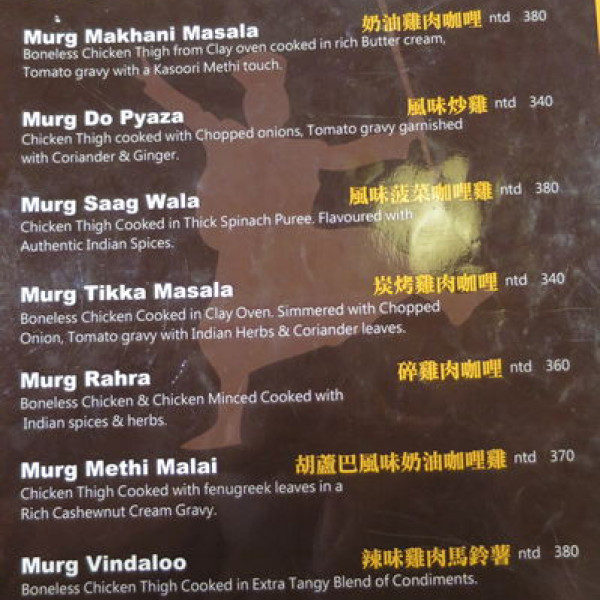 Murg Makhani Masala 奶油雞肉咖哩 ntd 380
Boneless Chicken Thigh from Clay oven cooked in rich Butter cream,
Tomato gravy with a Kasoori Methi touch.
Murg Do Pyaza 風味炒雞 ntd 340
Chicken Thigh cooked with Chopped onions, Tomato gravy garnished
with Coriander & Ginger.
Murg Saag Wala 風味菠菜咖哩雞 ntd 380
Chicken Thigh Cooked in Thick Spinach Puree. Flavoured with
Authentic Indian Spices.
Murg Tikka Masala 炭烤雞肉咖哩 ntd 340
Boneless Chicken Cooked in Clay Oven. Simmered with Chopped
Onion, Tomato gravy with Indian Herbs & Coriander leaves.
Murg Rahra 碎雞肉咖哩 ntd 360
Boneless Chicken & Chicken Minced Cooked with
Indian spices & herbs.
Murg Methi Malai 胡蘆巴風味奶油咖哩雞 ntd 370
Chicken Thigh Cooked with fenugreek leaves in a
Rich Cashewnut Cream Gravy.
Murg Vindaloo 辣味雞肉馬鈴薯 ntd 380
Boneless Chicken Thigh Cooked in Extra Tangy Blend of Condiments.